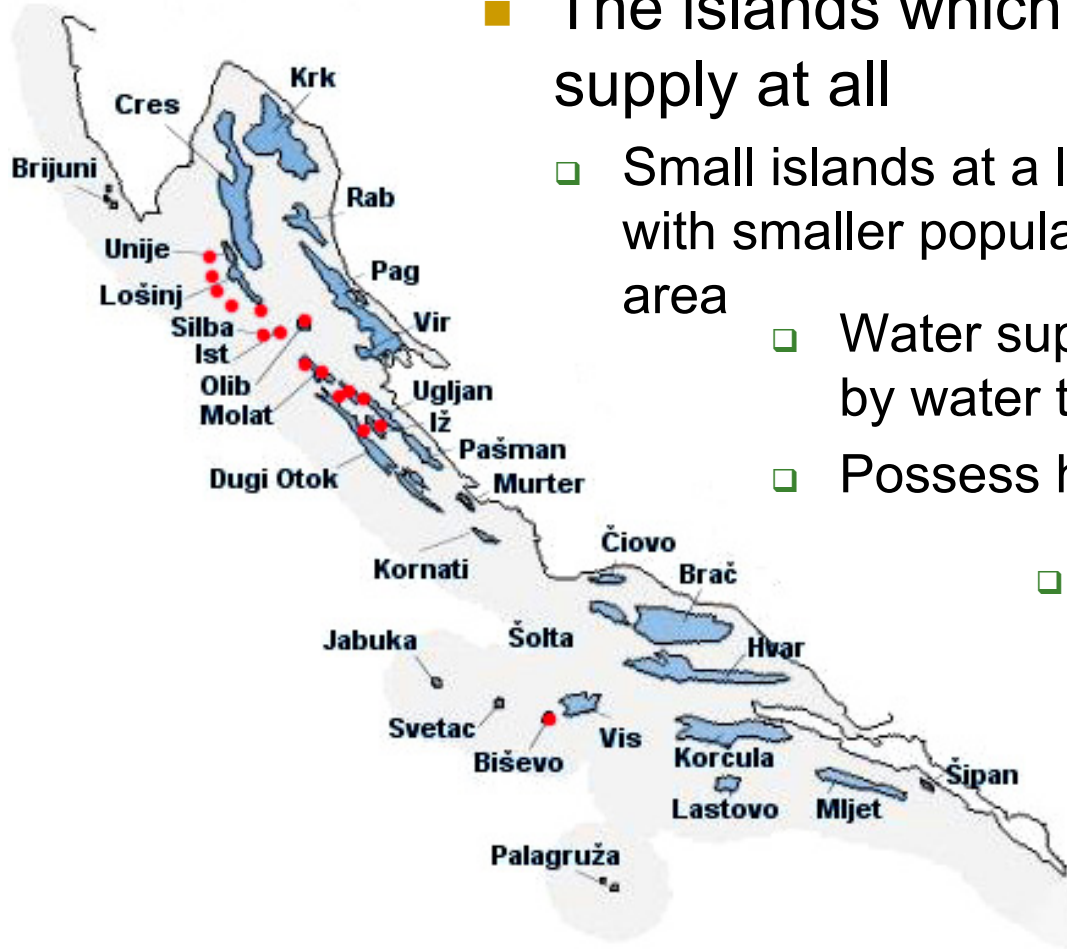 The islands which
supply at all
Small islands at a l
with smaller popula
area
Water sup
by water t
Possess h
Krk
Cres
Brijuni
Rab
Unije
Pag
Lošinj
Vir
Silba
Ist
Olib
Ugljan
Molat
Iž
Pašman
Dugi Otok
Murter
Čiovo
Kornati
Brač
Jabuka
Šolta
Hvar
Svetac
Vis
Biševo
Korcula
Šipan
Lastovo
Mljet
Palagruža